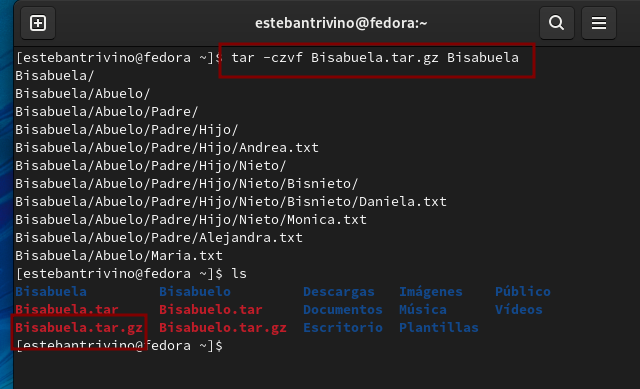 estebantrivino@fedora:~
[estebantrivino@fedora ~]$ tar -czvf Bisabuela.tar.gz Bisabuela
Bisabuela/
Bisabuela/Abuelo/
Bisabuela/Abuelo/Padre/
Bisabuela/Abuelo/Padre/Hijo/
Bisabuela/Abuelo/Padre/Hijo/Andrea.txt
Bisabuela/Abuelo/Padre/Hijo/Nieto/
Bisabuela/Abuelo/Padre/Hijo/Nieto/Bisnieto/
Bisabuela/Abuelo/Padre/Hijo/Nieto/Bisnieto/Daniela.txt
Bisabuela/Abuelo/Padre/Hijo/Nieto/Monica.txt
Bisabuela/Abuelo/Padre/Alejandra.txt
Bisabuela/Abuelo/Maria.txt
[estebantrivino@fedora ~]$ ls
Bisabuela Bisabuelo Descargas Imágenes Público
Bisabuela.tar Bisabuelo.tar Documentos Música Vídeos
Bisabuela.tar.gz Bisabuelo.tar.gz Escritorio Plantillas
[estebantrivino@fedora ~]$